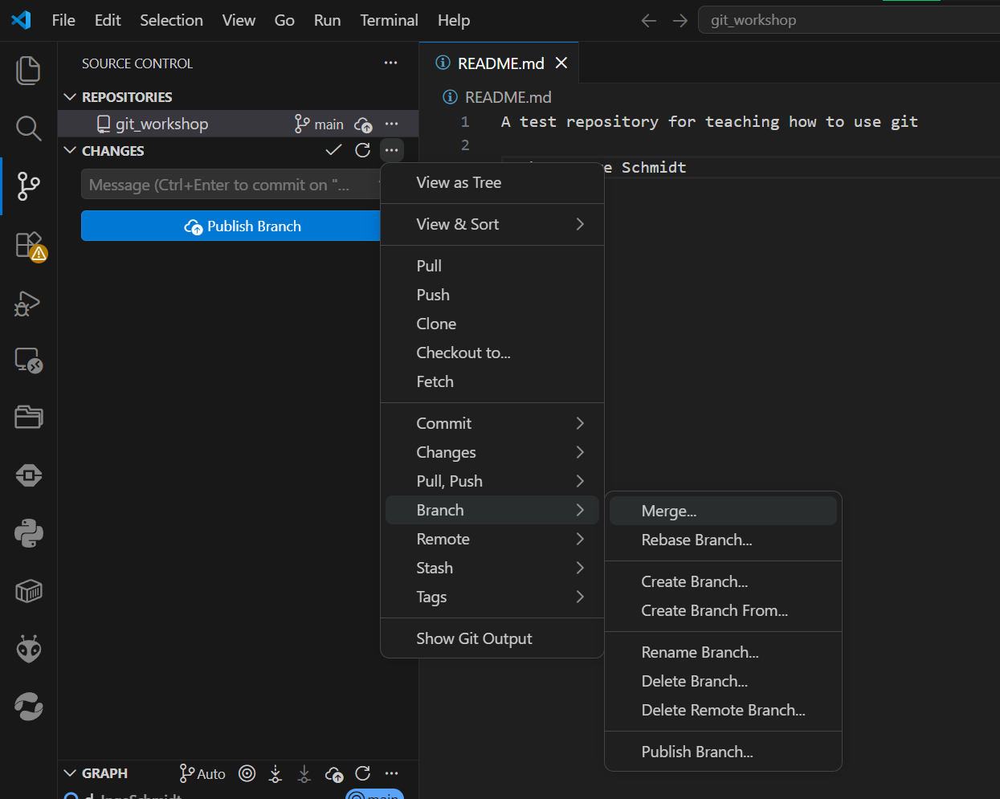 File Edit Selection View Go Run Terminal Help
git_workshop
SOURCE CONTROL
REPOSITORIES
git_workshop main
CHANGES
Message (Ctrl+Enter to commit on "...
Publish Branch
README.md
README.md
1 A test repository for teaching how to use git
2
Schmidt
View as Tree
View & Sort
Pull
Push
Clone
Checkout to...
Fetch
Commit
Changes
Pull, Push
Branch
Remote
Stash
Tags
Show Git Output
Merge...
Rebase Branch...
Create Branch...
Create Branch From...
Rename Branch...
Delete Branch...
Delete Remote Branch...
Publish Branch...
GRAPH Auto
main